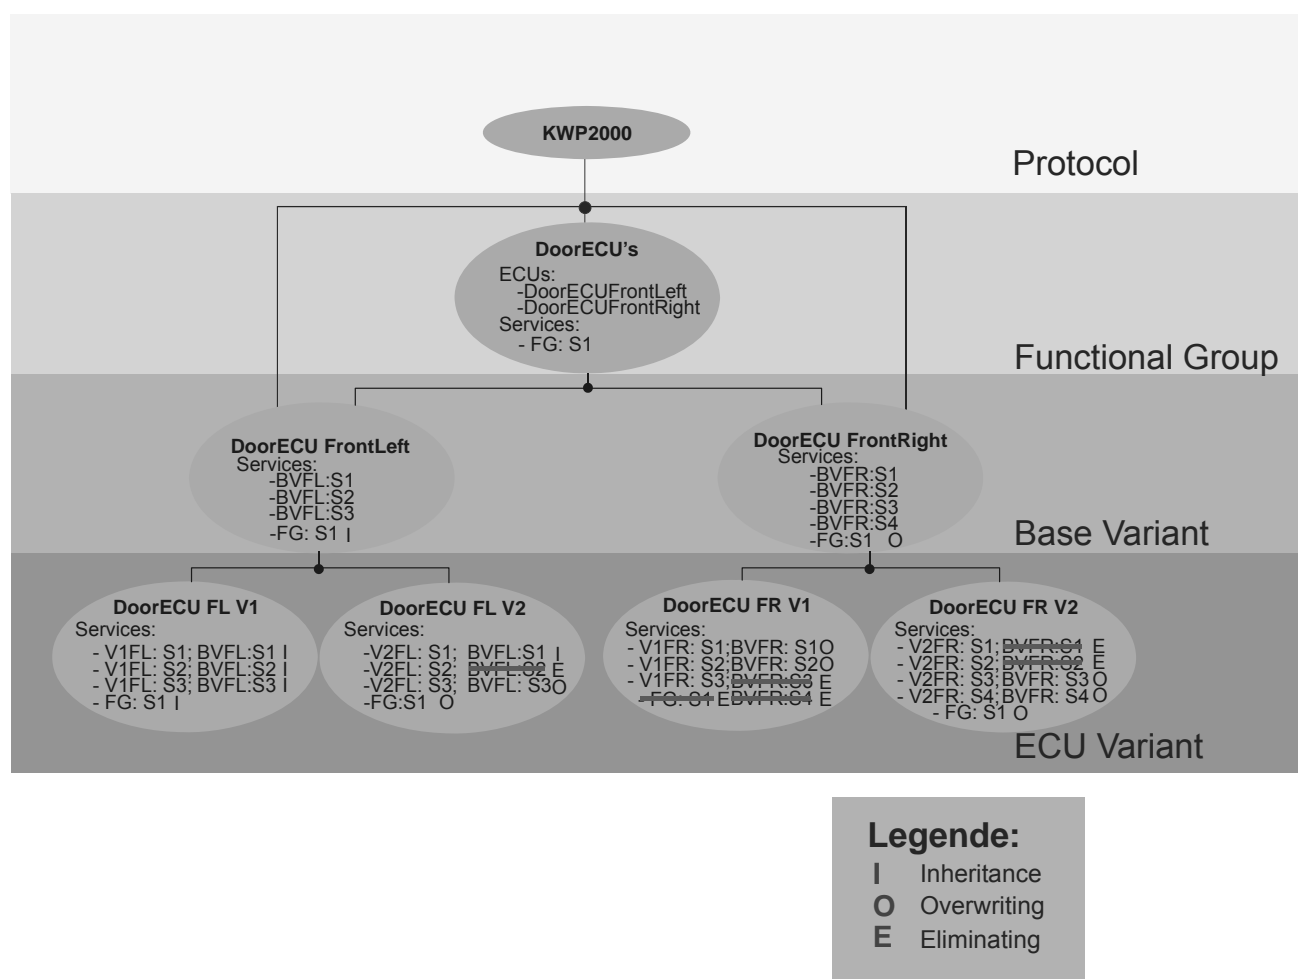 KWP2000
Protocol
DoorECU's
ECUs:
-DoorECUFrontLeft
-DoorECUFrontRight
Services:
- FG: S1
Functional Group
DoorECU FrontLeft
Services:
-BVFL:S1
-BVFL:S2
-BVFL:S3
-FG: S1 I
DoorECU FrontRight
Services:
-BVFR:S1
-BVFR:S2
-BVFR:S3
-BVFR:S4
-FG:S1 O
Base Variant
DoorECU FL V1
Services:
- V1FL: S1; BVFL:S1 I
- V1FL: S2; BVFL:S2 I
- V1FL: S3; BVFL:S3 I
- FG: S1 I
DoorECU FL V2
Services:
-V2FL: S1; BVFL:S1 I
-V2FL: S2; BVFL:S2 E
-V2FL: S3; BVFL: S3O
-FG:S1 O
DoorECU FR V1
Services:
- V1FR: S1;BVFR: S1O
- V1FR: S2;BVFR: S2O
- V1FR: S3;BVFR:S3 E
- FG: S1 EBVFR:S4 E
DoorECU FR V2
Services:
- V2FR: S1;BVFR:S1 E
- V2FR: S2;BVFR:S2 E
- V2FR: S3;BVFR: S3O
- V2FR: S4;BVFR: S4O
- FG: S1 O
ECU Variant
Legende:
I Inheritance
O Overwriting
E Eliminating